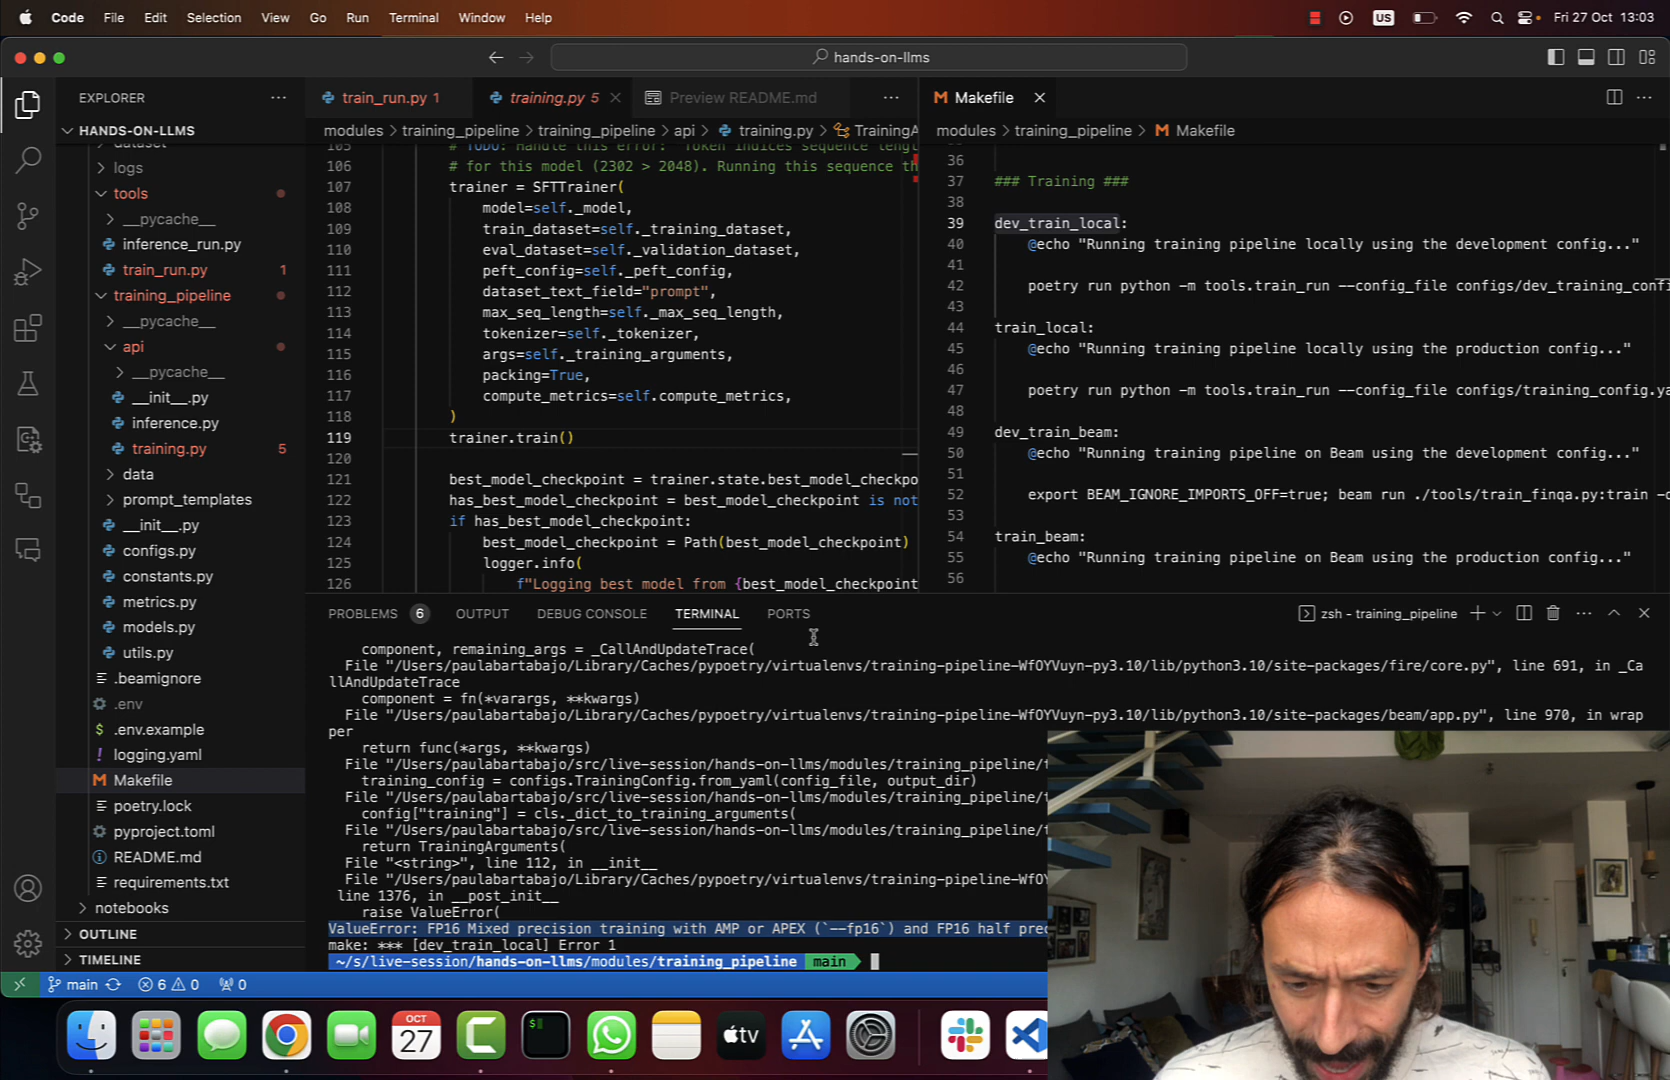 Code File Edit Selection View Go Run Terminal Window Help US Fri 27 Oct 13:03
hands-on-llms
EXPLORER
HANDS-ON-LLMS
dataset
logs
tools
__pycache__
inference_run.py
train_run.py 1
training_pipeline
__pycache__
api
__pycache__
__init__.py
inference.py
training.py 5
data
prompt_templates
__init__.py
configs.py
constants.py
metrics.py
models.py
utils.py
.beamignore
.env
.env.example
logging.yaml
Makefile
poetry.lock
pyproject.toml
README.md
requirements.txt
notebooks
OUTLINE
TIMELINE
train_run.py 1 training.py 5 Preview README.md
modules > training_pipeline > training_pipeline > api > training.py > TrainingA
105 # TODO: Handle this error: "Token indices sequence leng
106 # for this model (2302 > 2048). Running this sequence th
107 trainer = SFTTrainer(
108 model=self._model,
109 train_dataset=self._training_dataset,
110 eval_dataset=self._validation_dataset,
111 peft_config=self._peft_config,
112 dataset_text_field="prompt",
113 max_seq_length=self._max_seq_length,
114 tokenizer=self._tokenizer,
115 args=self._training_arguments,
116 packing=True,
117 compute_metrics=self.compute_metrics,
118 )
119 trainer.train()
120
121 best_model_checkpoint = trainer.state.best_model_checkpo
122 has_best_model_checkpoint = best_model_checkpoint is not
123 if has_best_model_checkpoint:
124 best_model_checkpoint = Path(best_model_checkpoint)
125 logger.info(
126 f"Logging best model from {best_model_checkpoint
Makefile
modules > training_pipeline > Makefile
36
37 ### Training ###
38
39 dev_train_local:
40 @echo "Running training pipeline locally using the development config..."
41
42 poetry run python -m tools.train_run --config_file configs/dev_training_confi
43
44 train_local:
45 @echo "Running training pipeline locally using the production config..."
46
47 poetry run python -m tools.train_run --config_file configs/training_config.ya
48
49 dev_train_beam:
50 @echo "Running training pipeline on Beam using the development config..."
51
52 export BEAM_IGNORE_IMPORTS_OFF=true; beam run ./tools/train_finqa.py:train -
53
54 train_beam:
55 @echo "Running training pipeline on Beam using the production config..."
56
PROBLEMS 6 OUTPUT DEBUG CONSOLE TERMINAL PORTS zsh - training_pipeline
component, remaining_args = _CallAndUpdateTrace(
File "/Users/paulabartabajo/Library/Caches/pypoetry/virtualenvs/training-pipeline-WfOYVuyn-py3.10/lib/python3.10/site-packages/fire/core.py", line 691, in _Ca
llAndUpdateTrace
component = fn(*varargs, **kwargs)
File "/Users/paulabartabajo/Library/Caches/pypoetry/virtualenvs/training-pipeline-WfOYVuyn-py3.10/lib/python3.10/site-packages/beam/app.py", line 970, in wrap
per
return func(*args, **kwargs)
File "/Users/paulabartabajo/src/live-session/hands-on-llms/modules/training_pipeline/t
training_config = configs.TrainingConfig.from_yaml(config_file, output_dir)
File "/Users/paulabartabajo/src/live-session/hands-on-llms/modules/training_pipeline/t
config["training"] = cls._dict_to_training_arguments(
File "/Users/paulabartabajo/src/live-session/hands-on-llms/modules/training_pipeline/t
return TrainingArguments(
File "<string>", line 112, in __init__
File "/Users/paulabartabajo/Library/Caches/pypoetry/virtualenvs/training-pipeline-WfOY
line 1376, in __post_init__
raise ValueError(
ValueError: FP16 Mixed precision training with AMP or APEX (`--fp16`) and FP16 half prec
make: *** [dev_train_local] Error 1
~/s/live-session/hands-on-llms/modules/training_pipeline main
main 6 0 0
OCT
27
tv